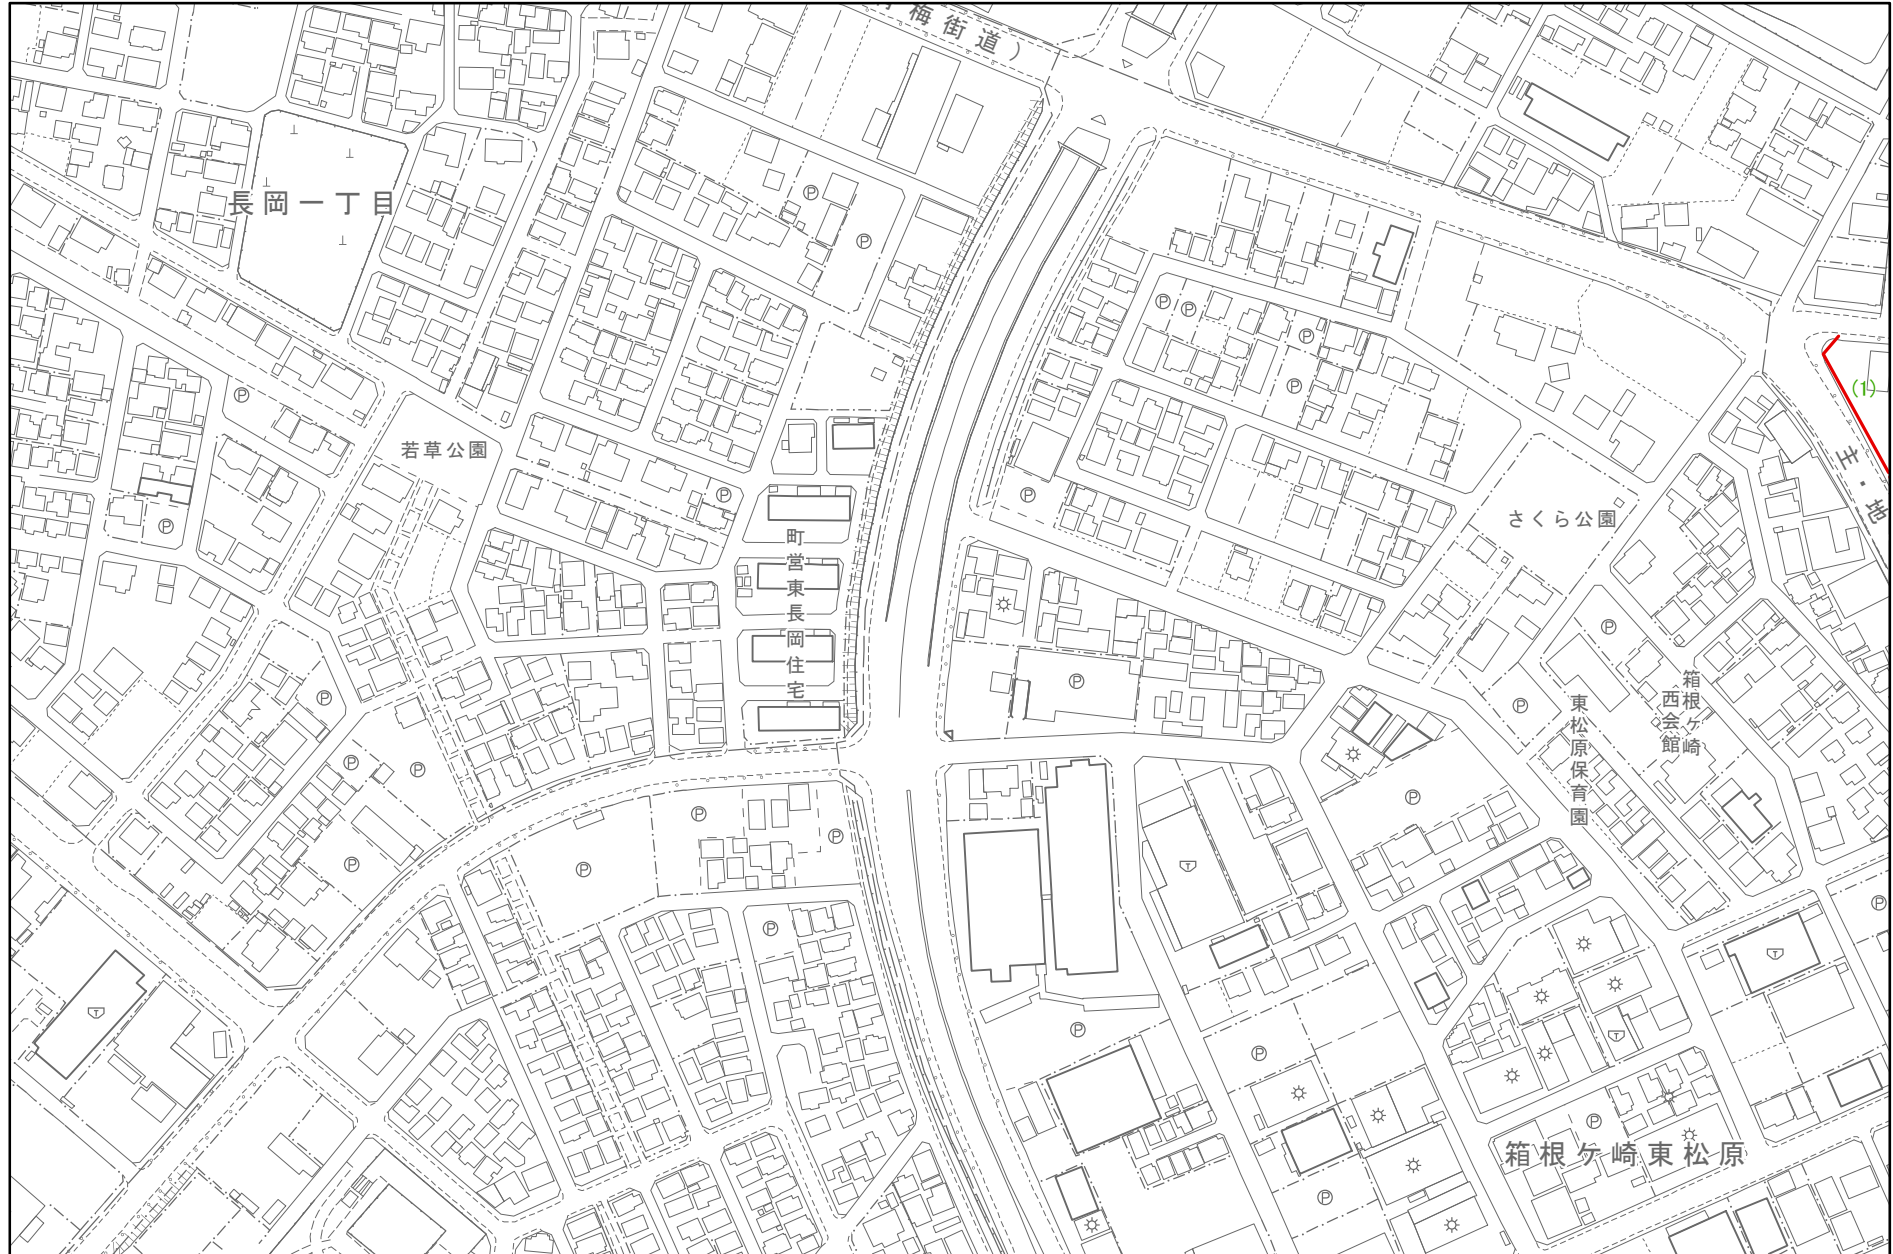 梅街道）
長岡一丁目
(1)
若草公園
主・地
さくら公園
町営東長岡住宅
箱根ケ崎
西会館
東松原保育園
箱根ケ崎東松原